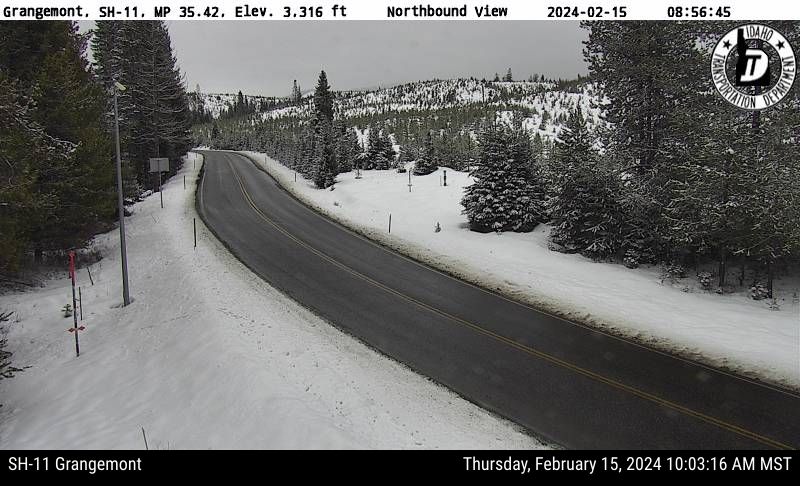 Grangemont, SH-11, MP 35.42, Elev. 3,316 ft Northbound View 2024-02-15 08:56:45
IDAHO
DT
TRANSPORTATION DEPARTMENT
SH-11 Grangemont Thursday, February 15, 2024 10:03:16 AM MST